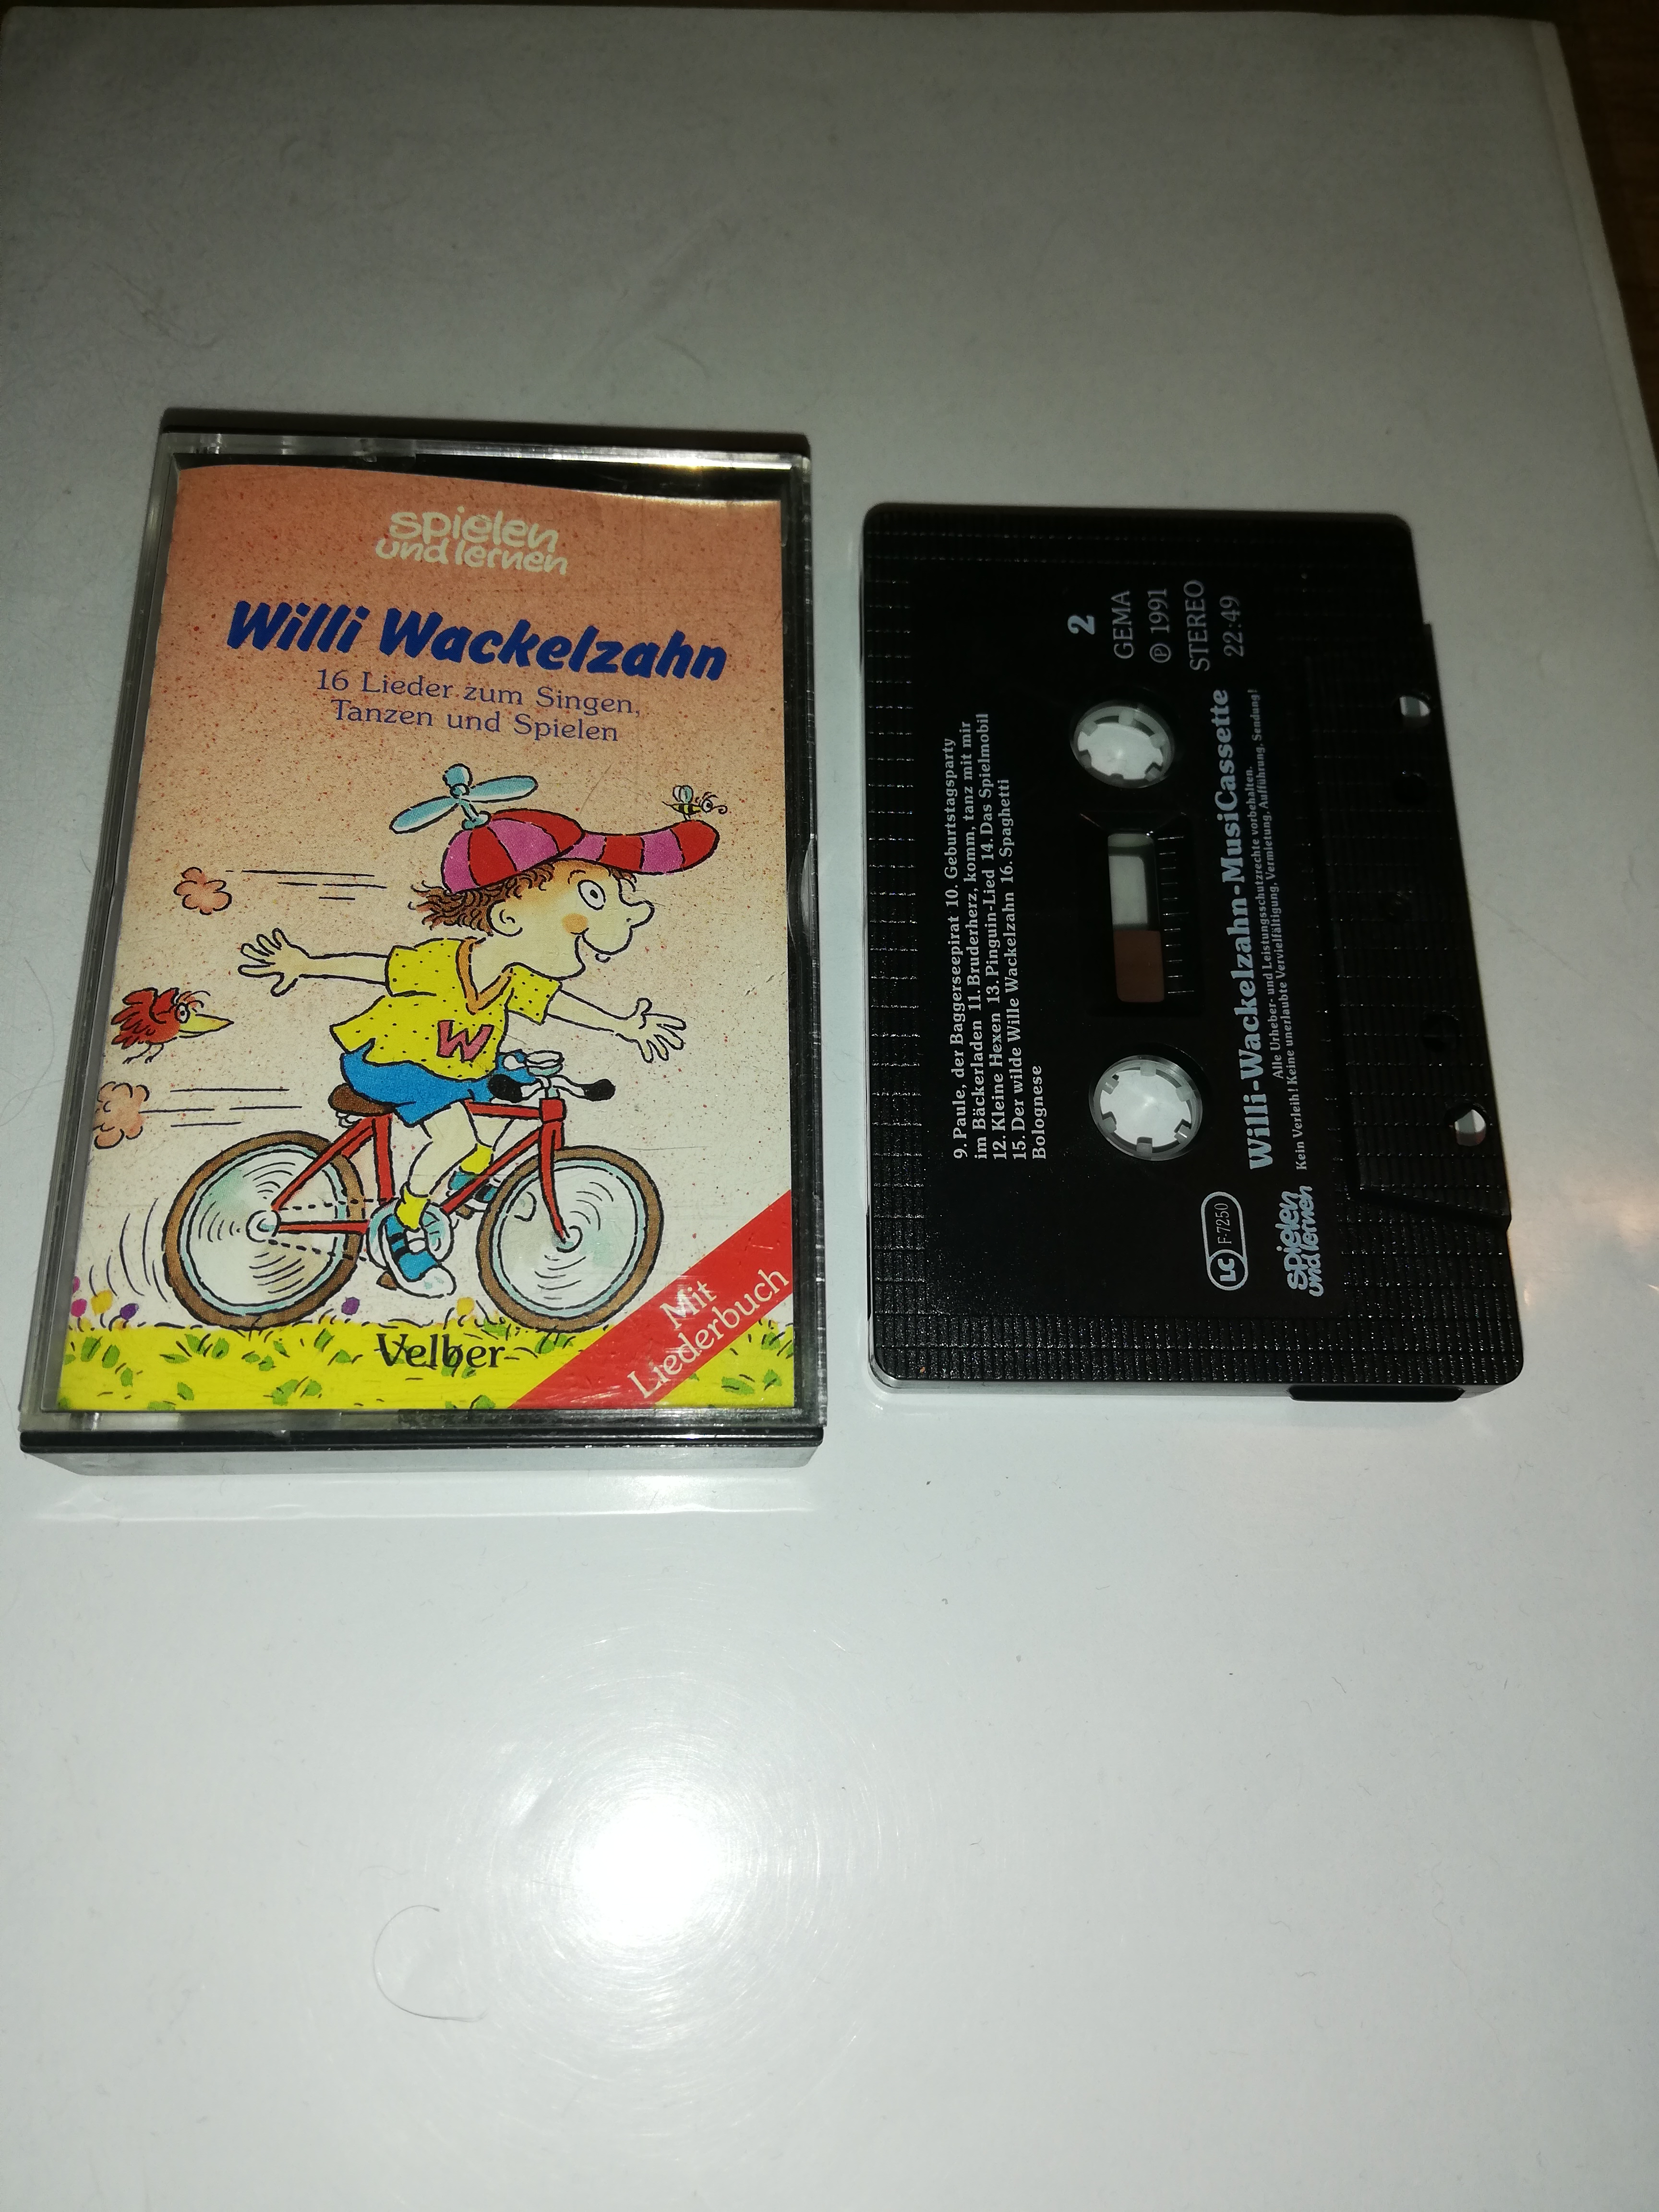 spielen
und lernen
Willi Wackelzahn
16 Lieder zum Singen,
Tanzen und Spielen
W
Velber
Mit
Liederbuch
9. Paule, der Baggerseepirat 10. Geburtstagsparty
im Bäckerladen 11. Bruderherz, komm, tanz mit mir
12. Kleine Hexen 13. Pinguin-Lied 14. Das Spielmobil
15. Der wilde Wille Wackelzahn 16. Spaghetti
Bolognese
2
GEMA
℗ 1991
STEREO
22:49
LC F-7250
Willi-Wackelzahn-MusiCassette
Alle Urheber- und Leistungsschutzrechte vorbehalten.
Kein Verleih! Keine unerlaubte Vervielfältigung, Vermietung, Aufführung, Sendung!
spielen
und lernen